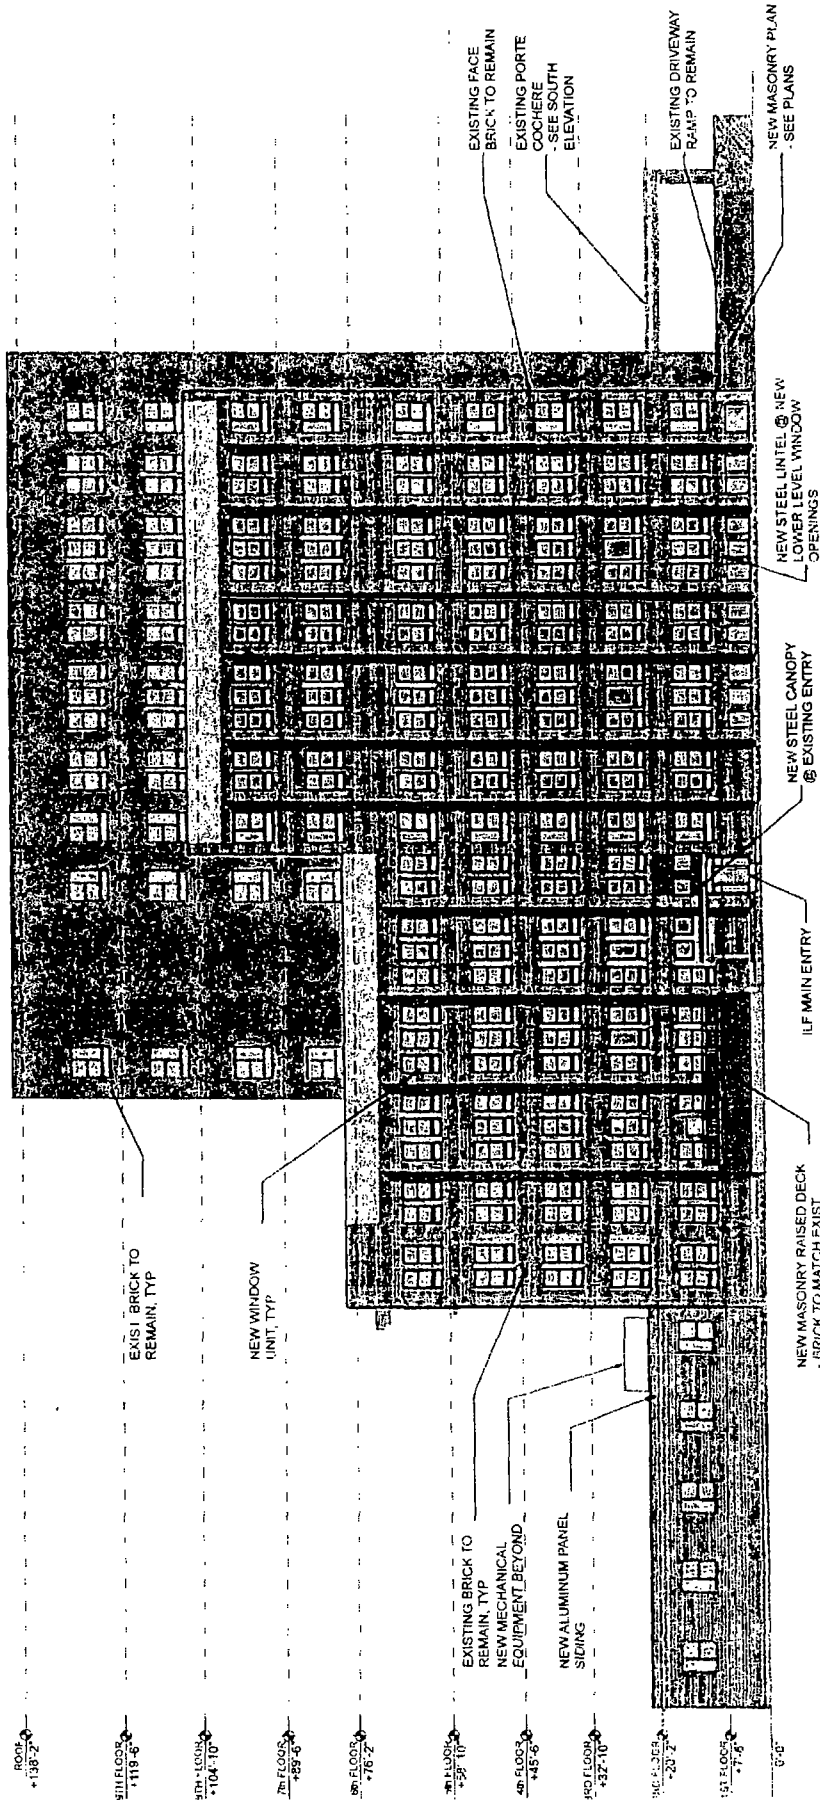 ROOF
+138'-2"
9TH FLOOR
+119'-6"
8TH FLOOR
+104'-10"
7th FLOOR
+89'-6"
6th FLOOR
+76'-2"
FLOOR
+58'-10"
4th FLOOR
+45'-6"
3RD FLOOR
+32'-10"
2ND FLOOR
+20'-2"
1ST FLOOR
+7'-6"
0'-0"
EXIST BRICK TO
REMAIN, TYP
NEW WINDOW
UNIT, TYP
EXISTING BRICK TO
REMAIN, TYP
NEW MECHANICAL
EQUIPMENT BEYOND
NEW ALUMINUM PANEL
SIDING
NEW MASONRY RAISED DECK
- BRICK TO MATCH EXIST
ILF MAIN ENTRY
NEW STEEL CANOPY
@ EXISTING ENTRY
NEW STEEL LINTEL @ NEW
LOWER LEVEL WINDOW
OPENINGS
EXISTING FACE
BRICK TO REMAIN
EXISTING PORTE
COCHERE
- SEE SOUTH
ELEVATION
EXISTING DRIVEWAY
RAMP TO REMAIN
NEW MASONRY PLAN
- SEE PLANS